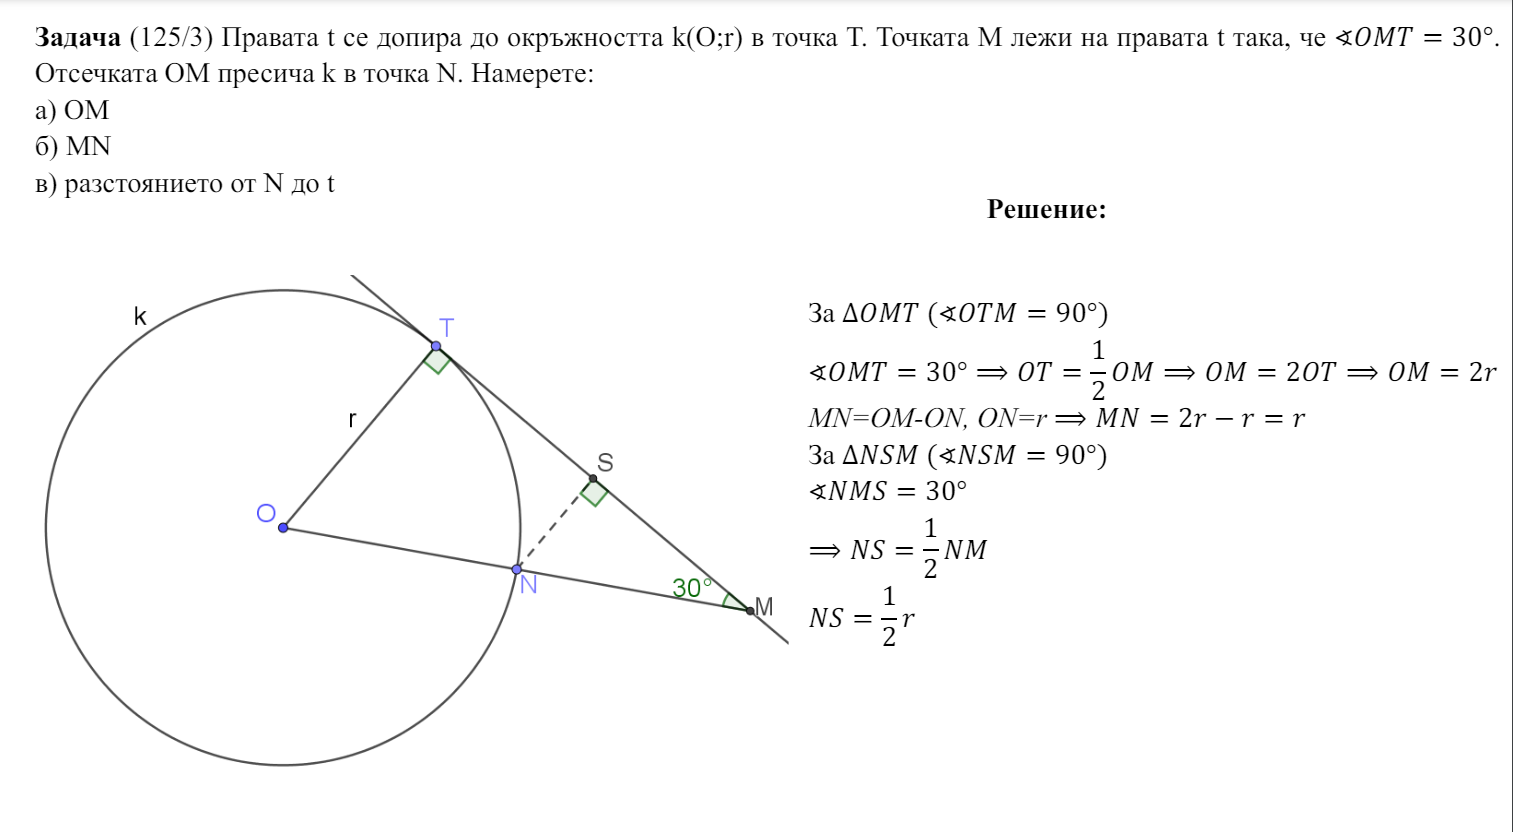 Задача (125/3) Правата t се допира до окръжността k(O;r) в точка T. Точката M лежи на правата t така, че ∢OMT = 30°.
Отсечката OM пресича k в точка N. Намерете:
а) OM
б) MN
в) разстоянието от N до t
Решение:
k
T
r
S
O
N
30°
M
За ΔOMT (∢OTM = 90°)
∢OMT = 30° ⟹ OT = 1/2 OM ⟹ OM = 2OT ⟹ OM = 2r
MN=OM-ON, ON=r ⟹ MN = 2r − r = r
За ΔNSM (∢NSM = 90°)
∢NMS = 30°
⟹ NS = 1/2 NM
NS = 1/2 r